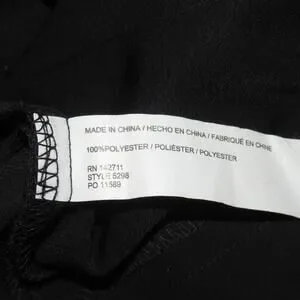 MADE IN CHINA / HECHO EN CHINA / FABRIQUÉ EN CHINE
100%POLYESTER / POLIÉSTER / POLYESTER
RN 142711
STYLE 5298
PO 11589